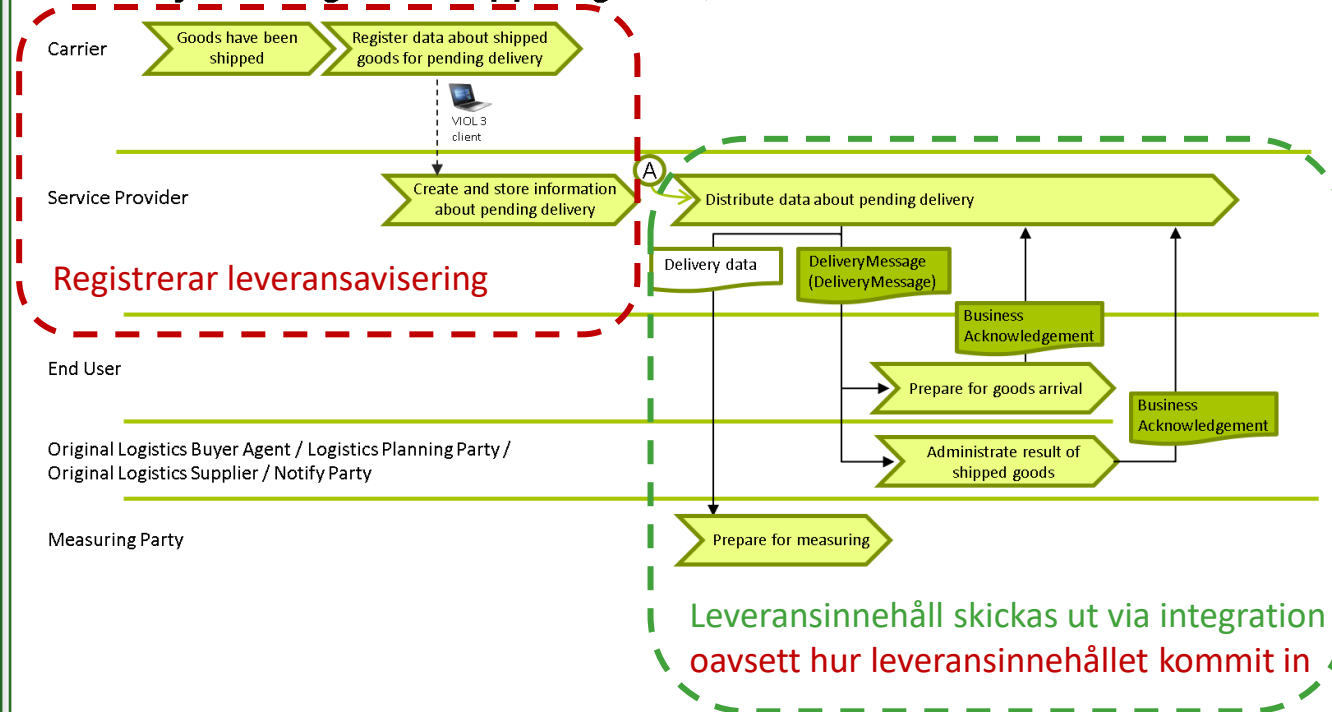 Carrier
Goods have been
shipped
Register data about shipped
goods for pending delivery
VIOL 3
client
A
Service Provider
Create and store information
about pending delivery
Distribute data about pending delivery
Registrerar leveransavisering
Delivery data
DeliveryMessage
(DeliveryMessage)
Business
Acknowledgement
End User
Prepare for goods arrival
Business
Acknowledgement
Original Logistics Buyer Agent / Logistics Planning Party /
Original Logistics Supplier / Notify Party
Administrate result of
shipped goods
Measuring Party
Prepare for measuring
Leveransinnehåll skickas ut via integration
oavsett hur leveransinnehållet kommit in